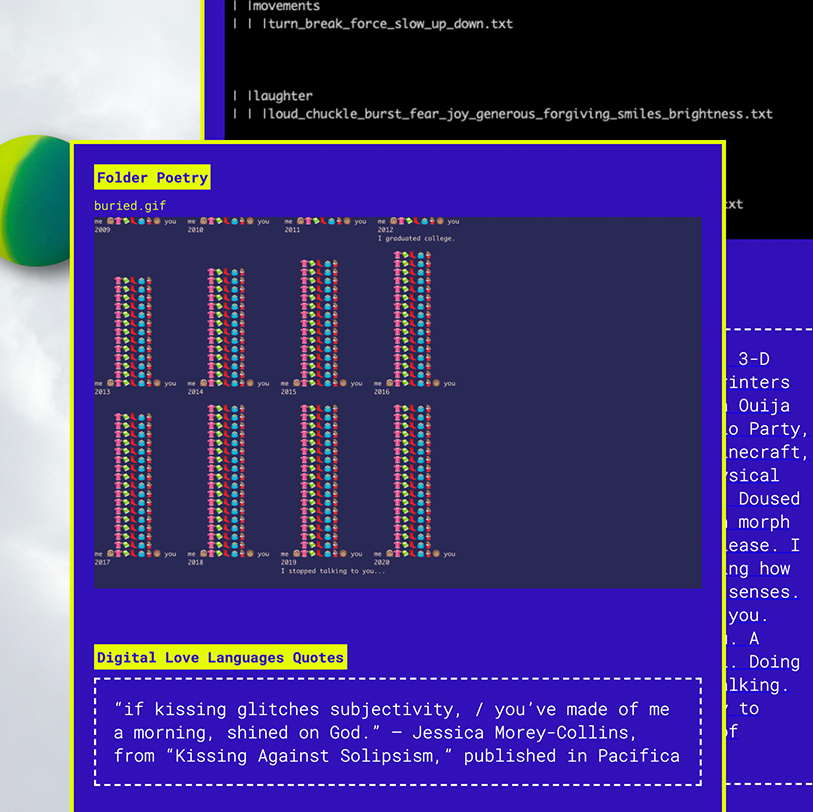 | |movements
| | |turn_break_force_slow_up_down.txt
| |laughter
| | |loud_chuckle_burst_fear_joy_generous_forgiving_smiles_brightness.txt
xt
Folder Poetry
buried.gif
me you me you me you me you
2009 2010 2011 2012
I graduated college.
me you me you me you me you
2013 2014 2015 2016
me you me you me you me you
2017 2018 2019 2020
I stopped talking to you...
3-D
rinters
Ouija
o Party,
necraft,
ysical
Doused
morph
ease. I
ng how
senses.
you.
. A
. Doing
lking.
to
of
Digital Love Languages Quotes
“if kissing glitches subjectivity, / you’ve made of me
a morning, shined on God.” — Jessica Morey-Collins,
from “Kissing Against Solipsism,” published in Pacifica